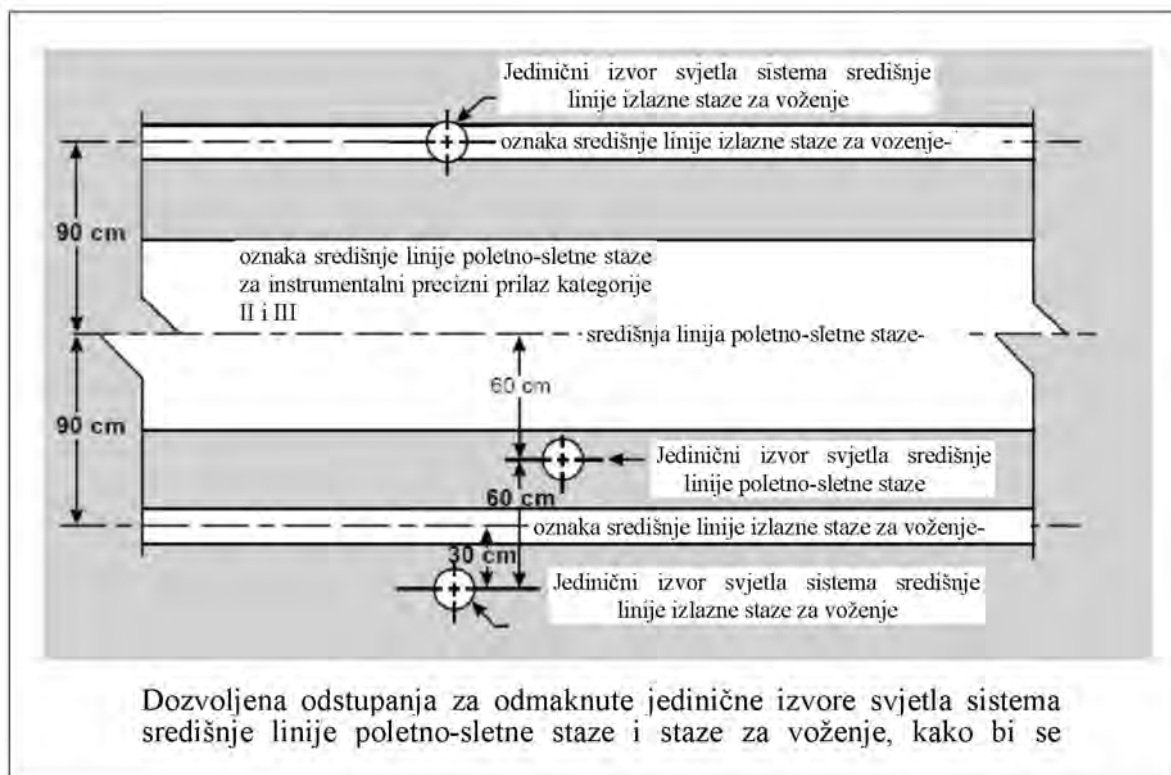 Jedinični izvor svjetla sistema središnje
linije izlazne staze za voženje
oznaka središnje linije izlazne staze za vozenje-
90 cm
oznaka središnje linije poletno-sletne staze
za instrumentalni precizni prilaz kategorije
II i III
središnja linija poletno-sletne staze-
60 cm
90 cm
Jedinični izvor svjetla središnje
linije poletno-sletne staze
60 cm
oznaka središnje linije izlazne staze za voženje-
30 cm
Jedinični izvor svjetla sistema središnje
linije izlazne staze za voženje
Dozvoljena odstupanja za odmaknute jedinične izvore svjetla sistema
središnje linije poletno-sletne staze i staze za voženje, kako bi se